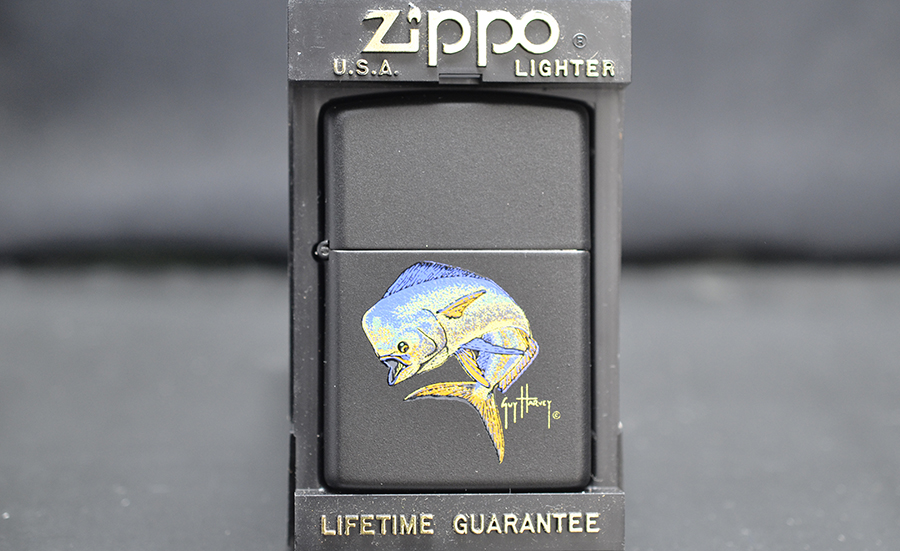 Zippo ®
U.S.A. LIGHTER
GUY HARVEY ©
LIFETIME GUARANTEE